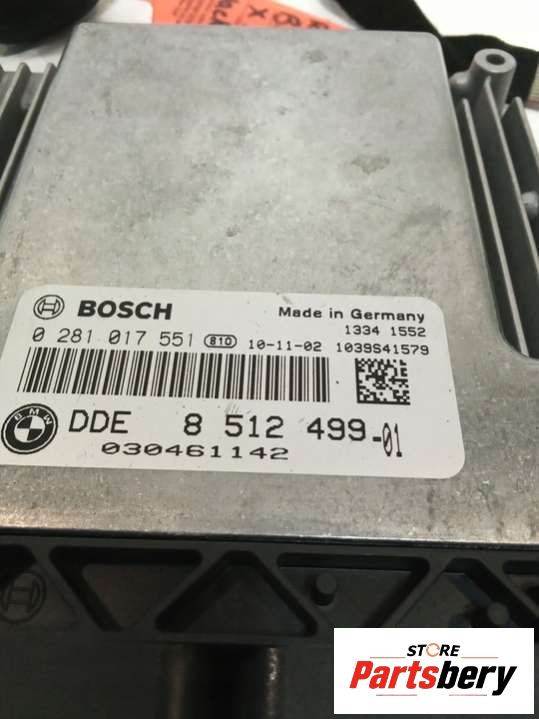 BOSCH
Made in Germany
1334 1552
0 281 017 551 810 10-11-02 1039S41579
BMW
DDE 8 512 499-01
030461142
STORE
Partsbery